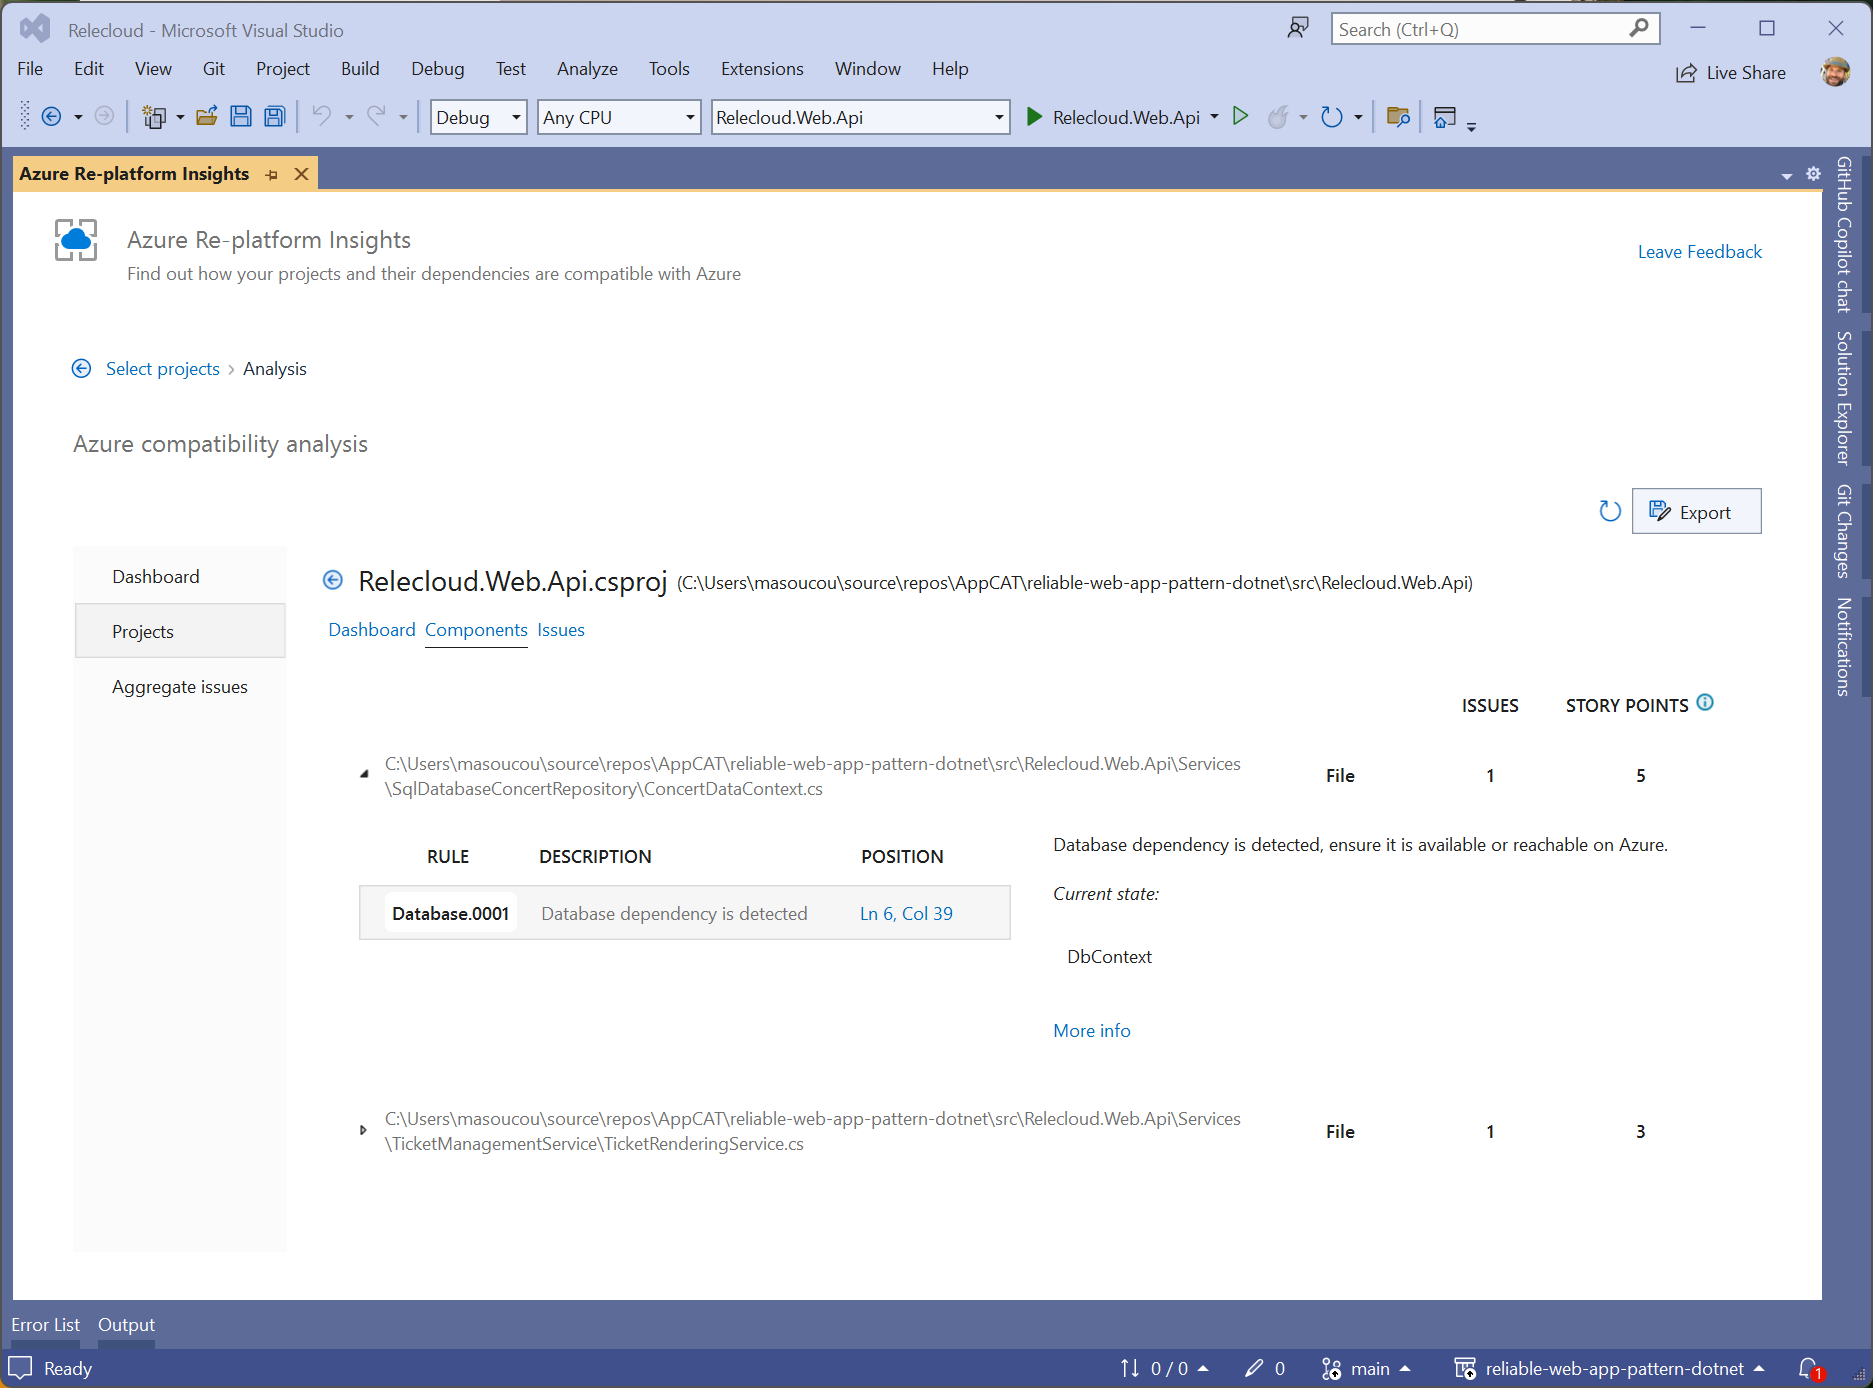 Relecloud - Microsoft Visual Studio
Search (Ctrl+Q)
File Edit View Git Project Build Debug Test Analyze Tools Extensions Window Help
Live Share
Debug Any CPU Relecloud.Web.Api Relecloud.Web.Api
Azure Re-platform Insights
Azure Re-platform Insights
Find out how your projects and their dependencies are compatible with Azure
Leave Feedback
Select projects › Analysis
Azure compatibility analysis
Export
Dashboard
Projects
Aggregate issues
Relecloud.Web.Api.csproj (C:\Users\masoucou\source\repos\AppCAT\reliable-web-app-pattern-dotnet\src\Relecloud.Web.Api)
Dashboard Components Issues
ISSUES STORY POINTS
C:\Users\masoucou\source\repos\AppCAT\reliable-web-app-pattern-dotnet\src\Relecloud.Web.Api\Services
\SqlDatabaseConcertRepository\ConcertDataContext.cs
File 1 5
RULE DESCRIPTION POSITION
Database.0001 Database dependency is detected Ln 6, Col 39
Database dependency is detected, ensure it is available or reachable on Azure.
Current state:
DbContext
More info
C:\Users\masoucou\source\repos\AppCAT\reliable-web-app-pattern-dotnet\src\Relecloud.Web.Api\Services
\TicketManagementService\TicketRenderingService.cs
File 1 3
GitHub Copilot chat
Solution Explorer
Git Changes
Notifications
Error List Output
Ready
0 / 0 0 main reliable-web-app-pattern-dotnet 1